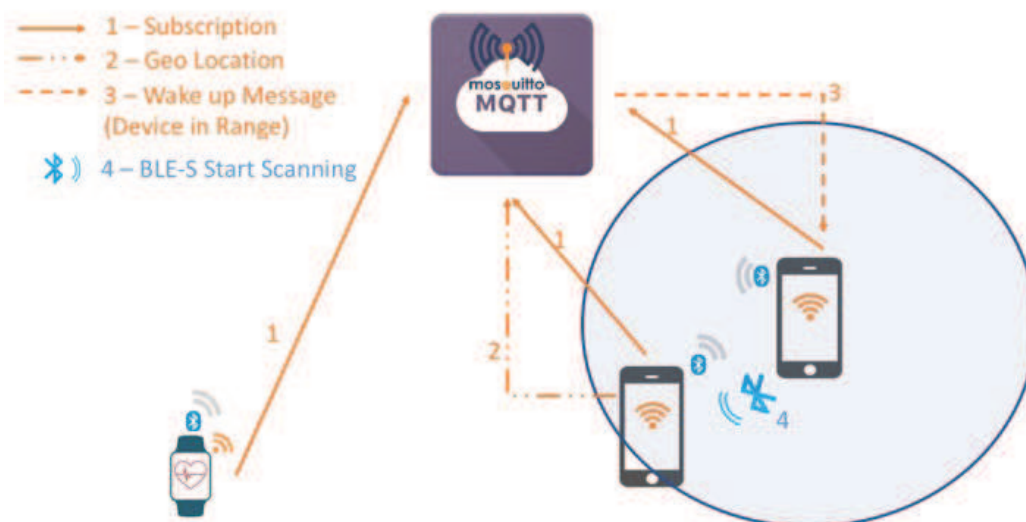 1 – Subscription
2 – Geo Location
3 – Wake up Message
(Device in Range)
4 – BLE-S Start Scanning
mosquitto
MQTT
3
1
1
1
2
4